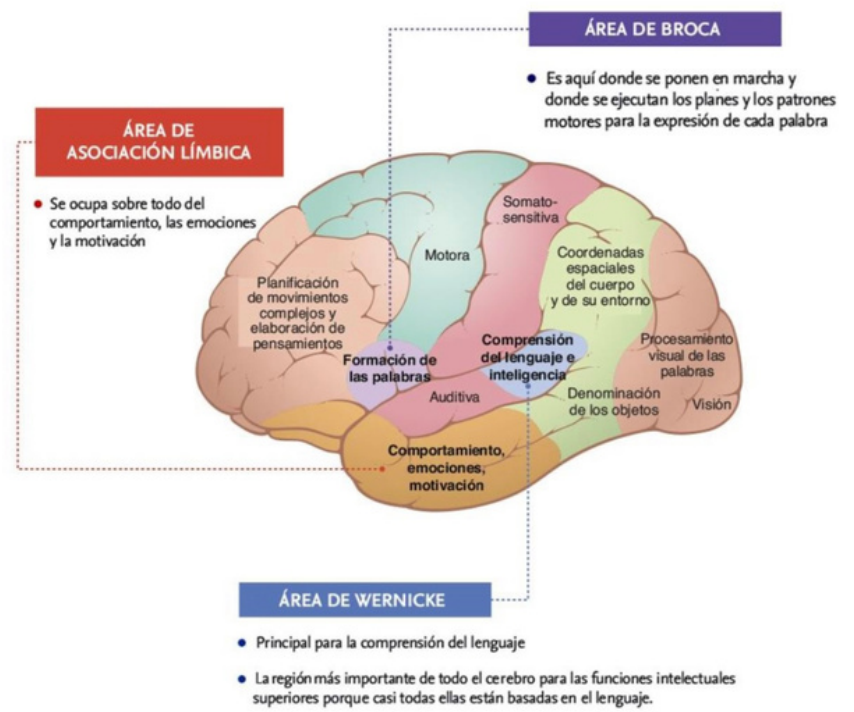 ÁREA DE BROCA
• Es aquí donde se ponen en marcha y
donde se ejecutan los planes y los patrones
motores para la expresión de cada palabra
ÁREA DE
ASOCIACIÓN LÍMBICA
• Se ocupa sobre todo del
comportamiento, las emociones
y la motivación
Somato-
sensitiva
Motora
Coordenadas
espaciales
del cuerpo
y de su entorno
Planificación
de movimientos
complejos y
elaboración de
pensamientos
Formación de
las palabras
Comprensión
del lenguaje e
inteligencia
Procesamiento
visual de las
palabras
Auditiva
Denominación
de los objetos
Visión
Comportamiento,
emociones,
motivación
ÁREA DE WERNICKE
• Principal para la comprensión del lenguaje
• La región más importante de todo el cerebro para las funciones intelectuales
superiores porque casi todas ellas están basadas en el lenguaje.